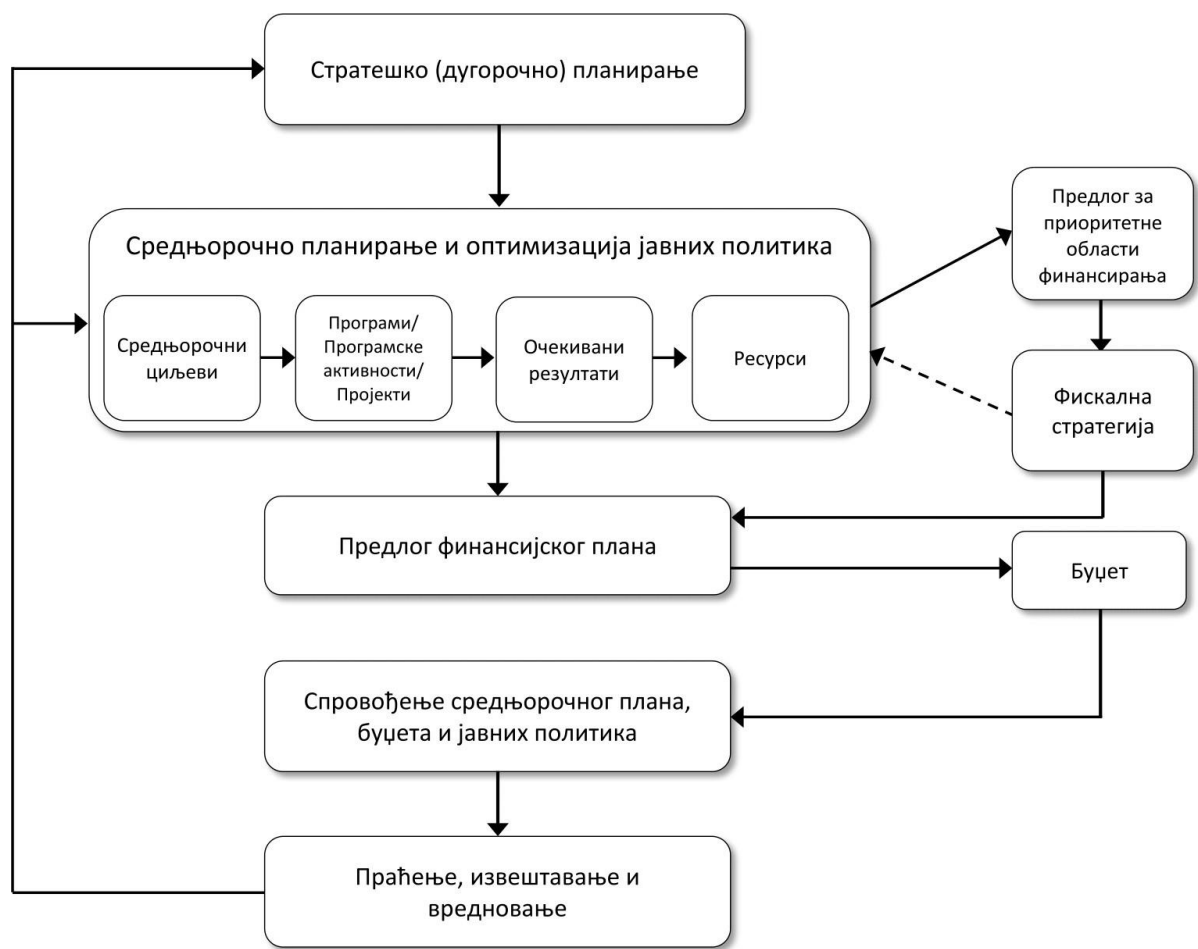 Стратешко (дугорочно) планирање
Средњорочно планирање и оптимизација јавних политика
Средњорочни
циљеви
Програми/
Програмске
активности/
Пројекти
Очекивани
резултати
Ресурси
Предлог за
приоритетне
области
финансирања
Фискална
стратегија
Предлог финансијског плана
Буџет
Спровођење средњорочног плана,
буџета и јавних политика
Праћење, извештавање и
вредновање